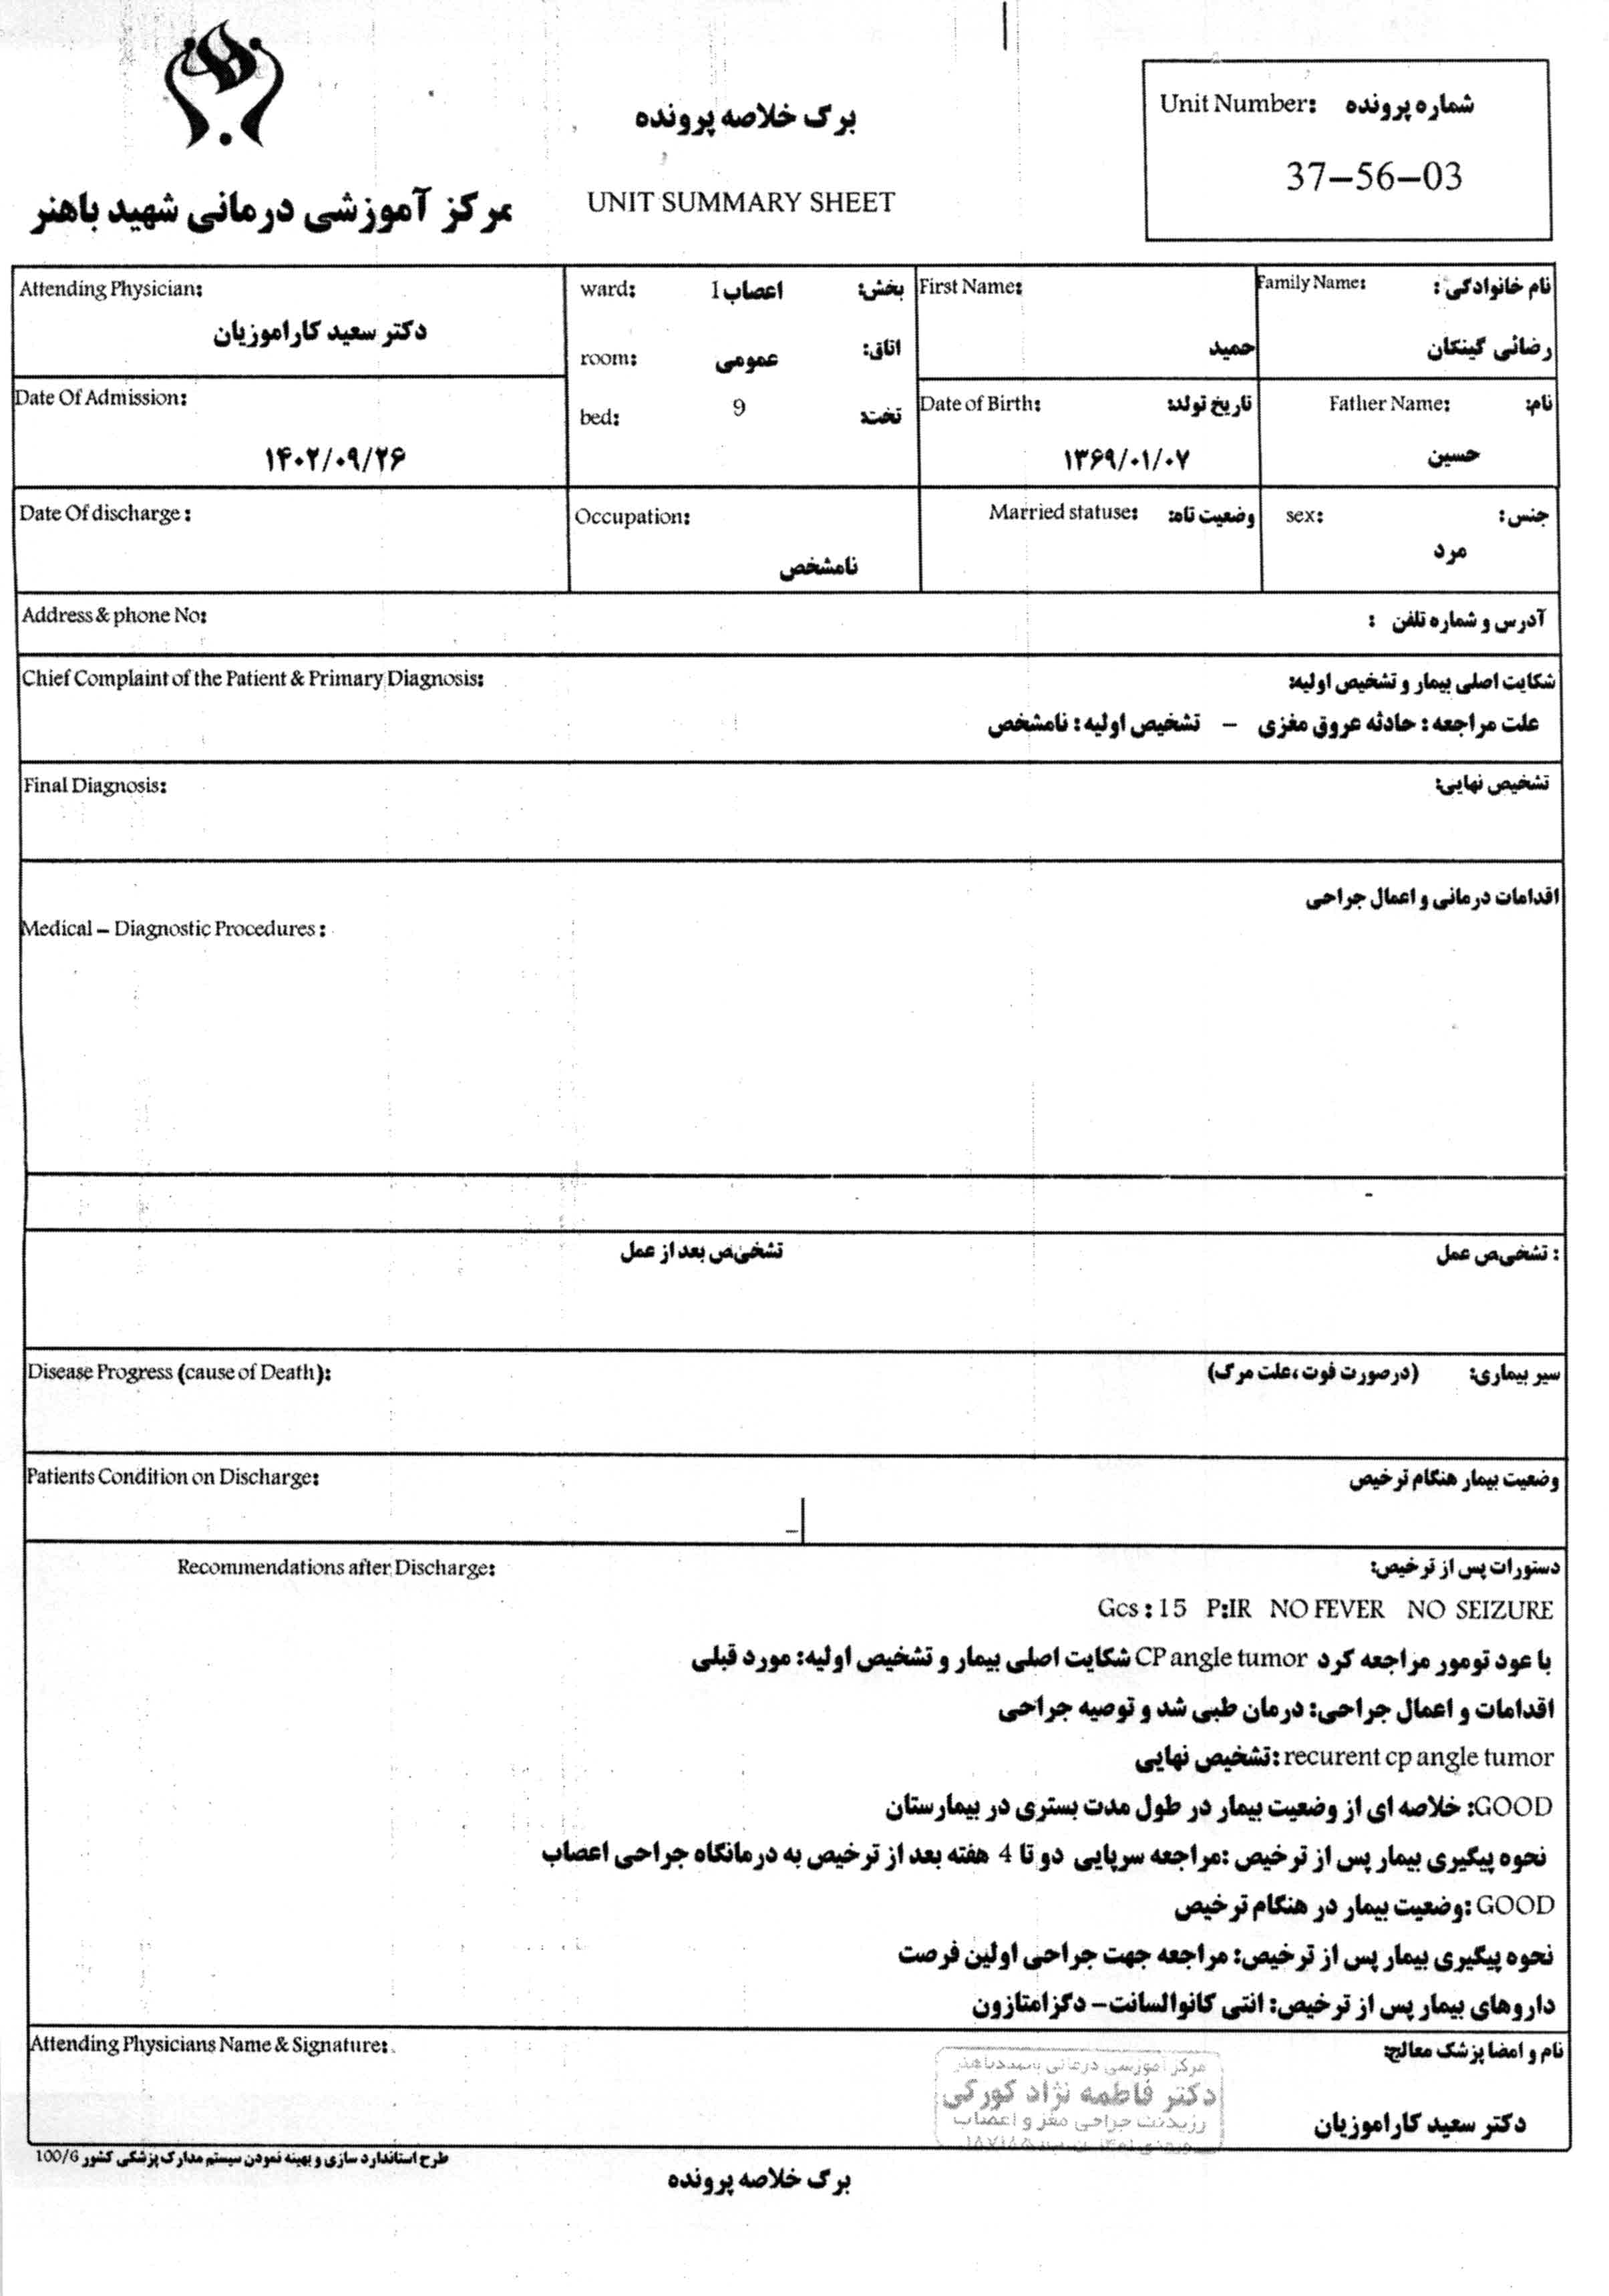 برگ خلاصه پرونده
UNIT SUMMARY SHEET
مرکز آموزشی درمانی شهید باهنر
Unit Number: شماره پرونده
37-56-03
نام خانوادگی: Family Name:
رضائی گینکان
First Name:
حمید
ward: اعصاب1 بخش:
room: عمومی اتاق:
bed: 9 تخت:
Attending Physician:
دکتر سعید کاراموزیان
نام: Father Name:
حسین
Date of Birth: تاریخ تولد:
۱۳۶۹/۰۱/۰۷
Date Of Admission:
۱۴۰۲/۰۹/۲۶
جنس: sex:
مرد
Married statuse: وضعیت تاه:
Occupation:
نامشخص
Date Of discharge :
Address & phone No: آدرس و شماره تلفن :
Chief Complaint of the Patient & Primary Diagnosis: شکایت اصلی بیمار و تشخیص اولیه:
علت مراجعه : حادثه عروق مغزی – تشخیص اولیه : نامشخص
Final Diagnosis: تشخیص نهایی:
اقدامات درمانی و اعمال جراحی
Medical – Diagnostic Procedures :
-
: تشخیص عمل تشخیص بعد از عمل
Disease Progress (cause of Death): سیر بیماری: (درصورت فوت ،علت مرگ)
Patients Condition on Discharge: وضعیت بیمار هنگام ترخیص
Recommendations after Discharge: دستورات پس از ترخیص:
Gcs : 15 P:IR NO FEVER NO SEIZURE
با عود تومور مراجعه کرد CP angle tumor شکایت اصلی بیمار و تشخیص اولیه: مورد قبلی
اقدامات و اعمال جراحی: درمان طبی شد و توصیه جراحی
recurent cp angle tumor :تشخیص نهایی
GOOD: خلاصه ای از وضعیت بیمار در طول مدت بستری در بیمارستان
نحوه پیگیری بیمار پس از ترخیص :مراجعه سرپایی دو تا 4 هفته بعد از ترخیص به درمانگاه جراحی اعصاب
GOOD :وضعیت بیمار در هنگام ترخیص
نحوه پیگیری بیمار پس از ترخیص: مراجعه جهت جراحی اولین فرصت
داروهای بیمار پس از ترخیص: انتی کانوالسانت- دگزامتازون
Attending Physicians Name & Signature: نام و امضا پزشک معالج:
دکتر سعید کاراموزیان
مرکز آموزشی درمانی شهید باهنر
دکتر فاطمه نژاد کورکی
رزیدنت جراحی مغز و اعصاب
طرح استاندارد سازی و بهینه نمودن سیستم مدارک پزشکی کشور 100/6
برگ خلاصه پرونده